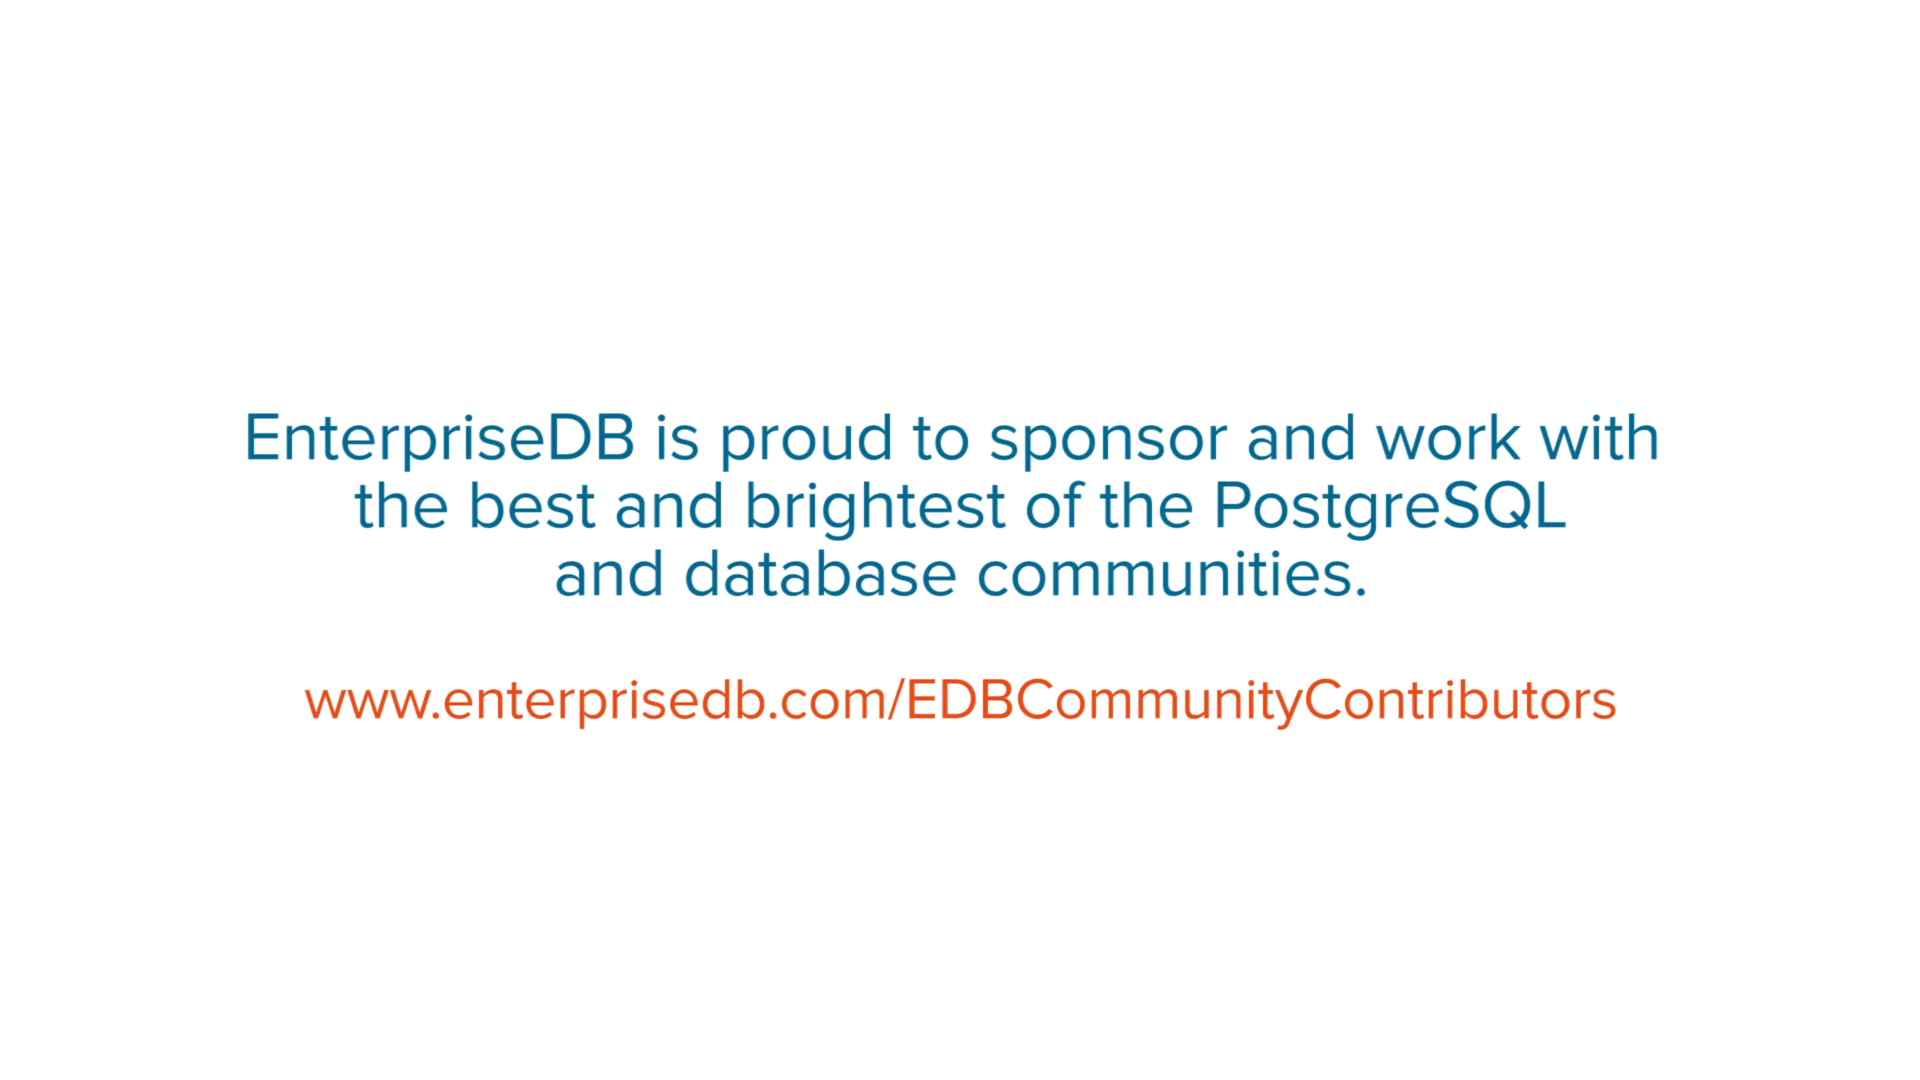 EnterpriseDB is proud to sponsor and work with
the best and brightest of the PostgreSQL
and database communities.
www.enterprisedb.com/EDBCommunityContributors